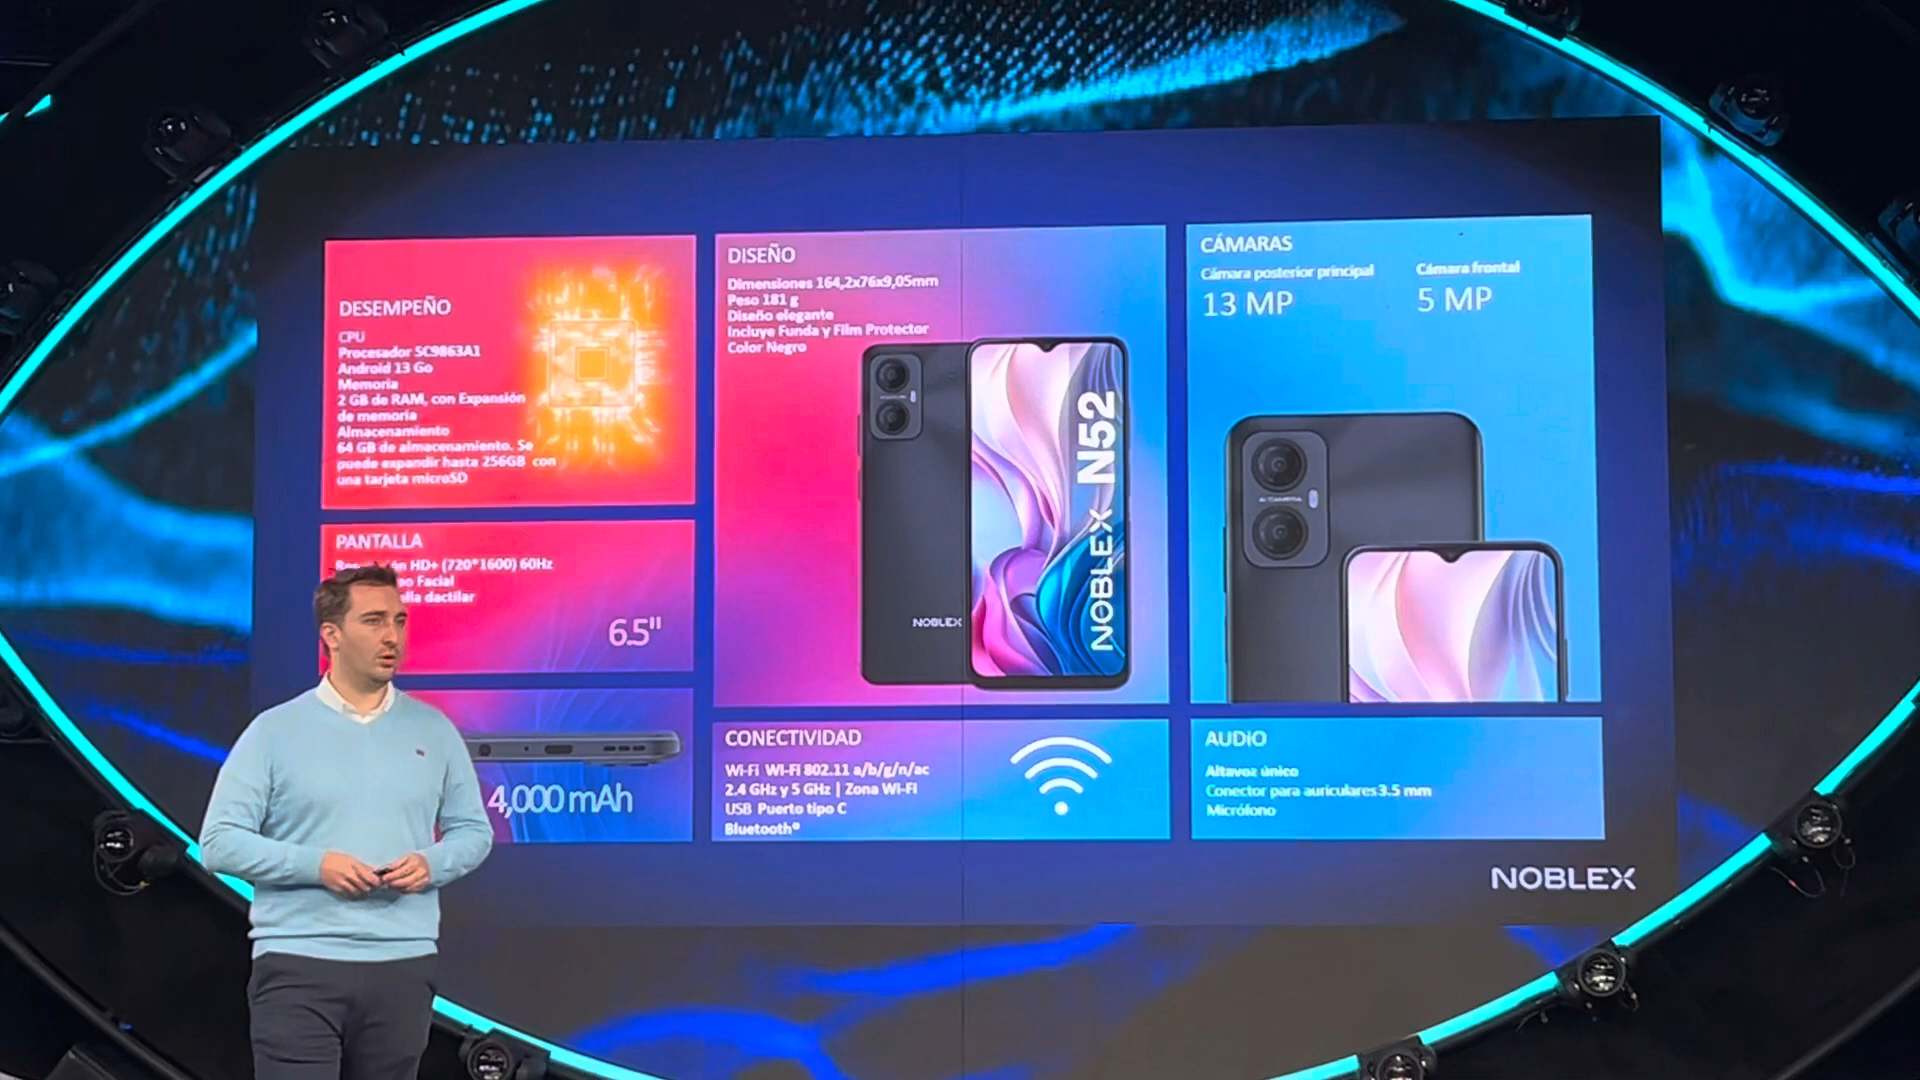 DESEMPEÑO
CPU
Procesador SC9863A1
Android 13 Go
Memoria
2 GB de RAM, con Expansión
de memoria
Almacenamiento
64 GB de almacenamiento. Se
puede expandir hasta 256GB con
una tarjeta microSD
PANTALLA
HD+ (720*1600) 60Hz
Facial
dactilar
6.5"
4,000 mAh
DISEÑO
Dimensiones 164,2x76x9,05mm
Peso 181 g
Diseño elegante
Incluye Funda y Film Protector
Color Negro
NOBLEX
NOBLEX N52
CONECTIVIDAD
Wi-Fi WI-FI 802.11 a/b/g/n/ac
2.4 GHz y 5 GHz | Zona Wi-Fi
USB Puerto tipo C
Bluetooth®
CÁMARAS
Cámara posterior principal
13 MP
Cámara frontal
5 MP
AI CAMERA
AUDIO
Altavoz único
Conector para auriculares 3.5 mm
Micrófono
NOBLEX